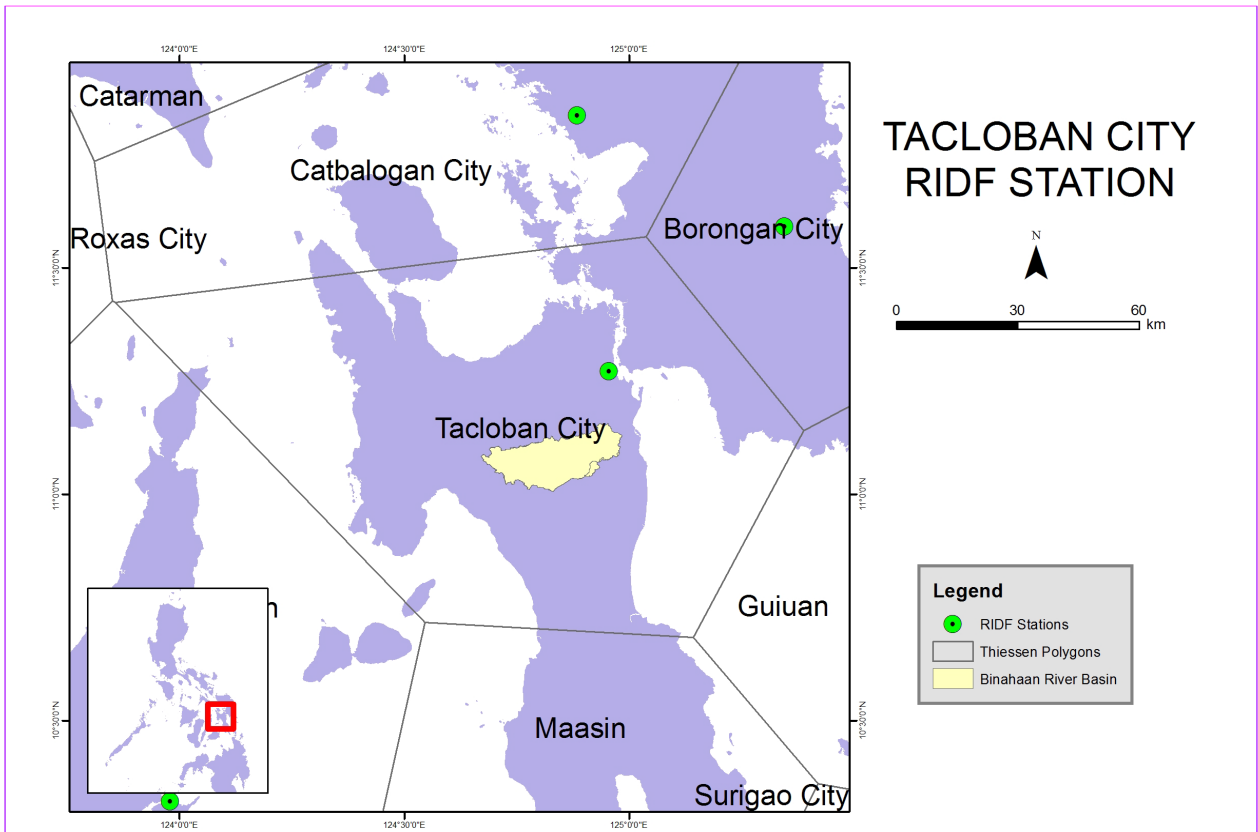 124°0'0"E
124°30'0"E
125°0'0"E
Catarman
Catbalogan City
Roxas City
Borongan City
Tacloban City
Guiuan
Maasin
Surigao City
n
11°30'0"N
11°0'0"N
10°30'0"N
11°30'0"N
11°0'0"N
10°30'0"N
124°0'0"E
124°30'0"E
125°0'0"E
TACLOBAN CITY
RIDF STATION
N
0
30
60
km
Legend
RIDF Stations
Thiessen Polygons
Binahaan River Basin